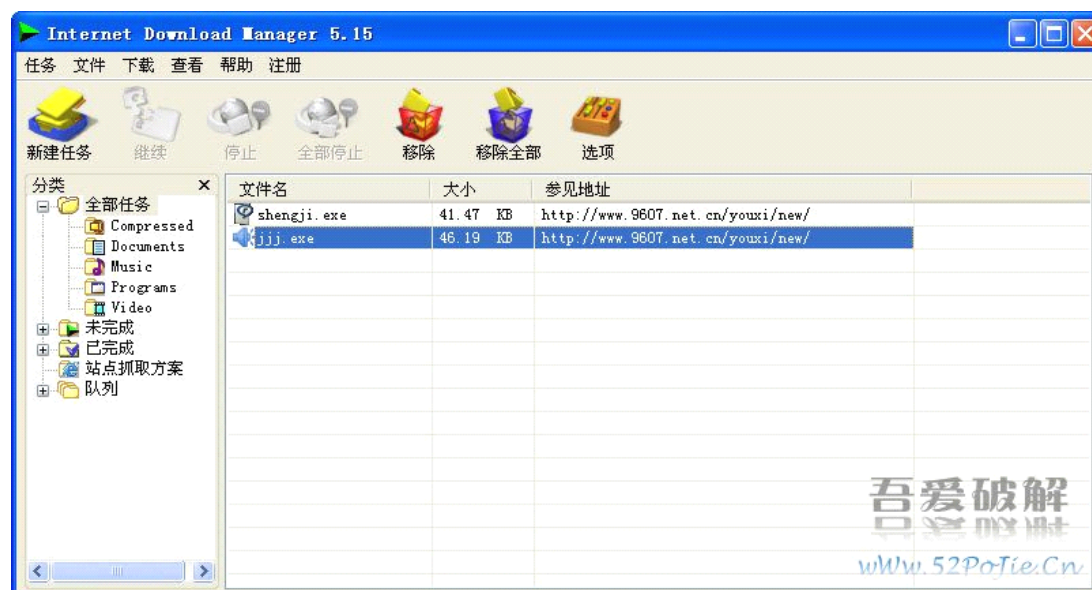 Internet Download Manager 5.15
任务 文件 下载 查看 帮助 注册
新建任务 继续 停止 全部停止 移除 移除全部 选项
分类
全部任务
Compressed
Documents
Music
Programs
Video
未完成
已完成
站点抓取方案
队列
文件名 大小 参见地址
shengji.exe 41.47 KB http://www.9607.net.cn/youxi/new/
jjj.exe 46.19 KB http://www.9607.net.cn/youxi/new/
吾爱破解
wWw.52PoJie.Cn